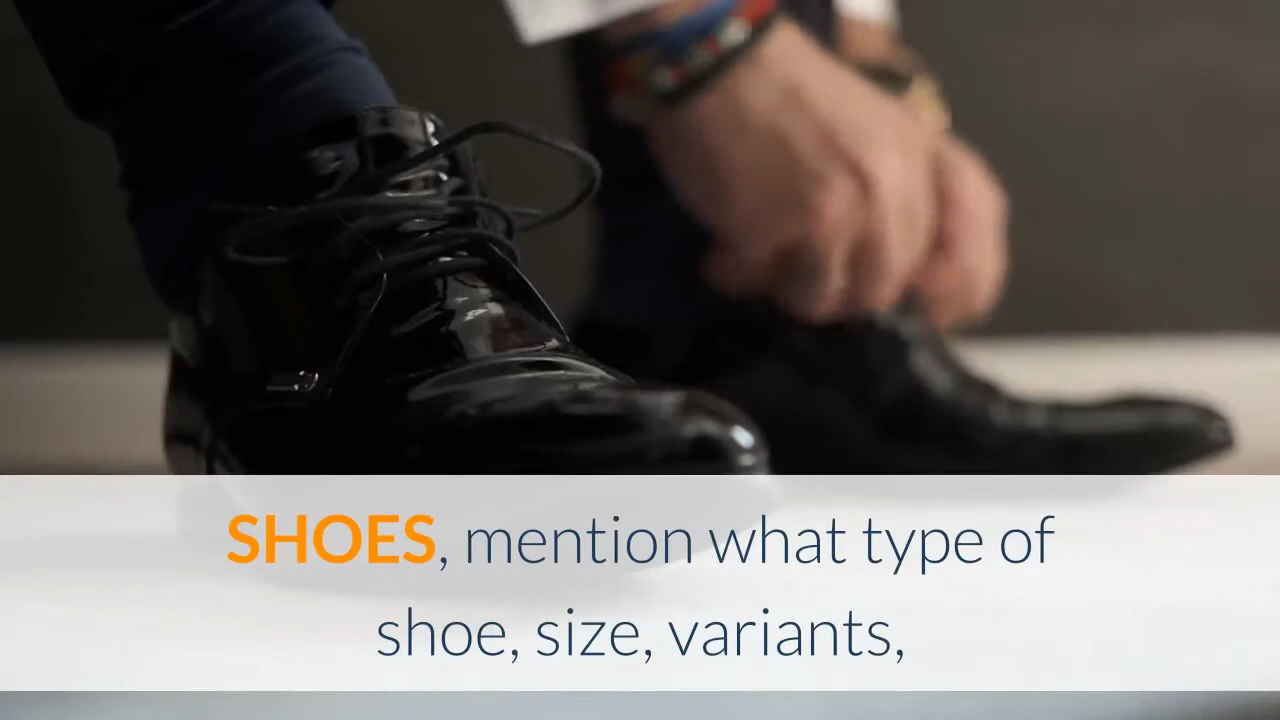 SHOES, mention what type of
shoe, size, variants,